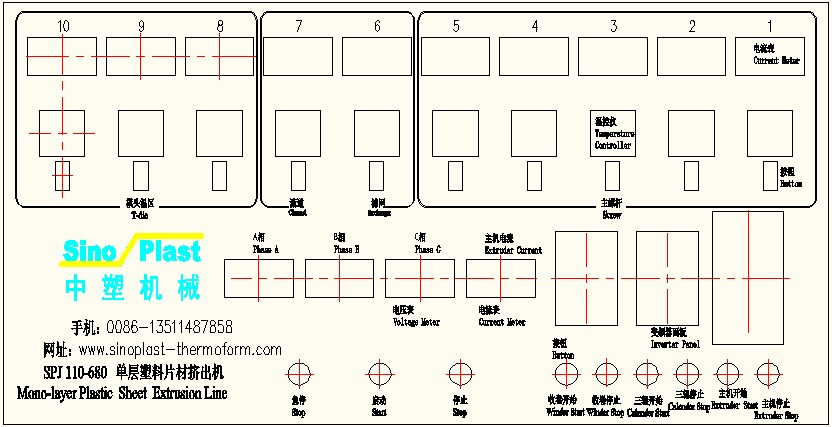 10 9 8 7 6 5 4 3 2 1
电流表
Current Meter
温控仪
Temperature
Controller
按钮
Button
模头温区
T-die
流道
Channel
滤网
Exchange
主螺杆
Screw
A相
Phase A
B相
Phase B
C相
Phase C
主机电流
Extruder Current
Sino Plast
中塑机械
电压表
Voltage Meter
电流表
Current Meter
手机: 0086-13511487858
网址: www.sinoplast-thermoform.com
SPJ 110-680 单层塑料片材挤出机
Mono-layer Plastic Sheet Extrusion Line
按钮
Button
变频器面板
Inverter Panel
急停
Stop
启动
Start
停止
Stop
收卷开始
Winder Start
收卷停止
Winder Stop
三辊开始
Calender Start
三辊停止
Calender Stop
主机开始
Extruder Start
主机停止
Extruder Stop